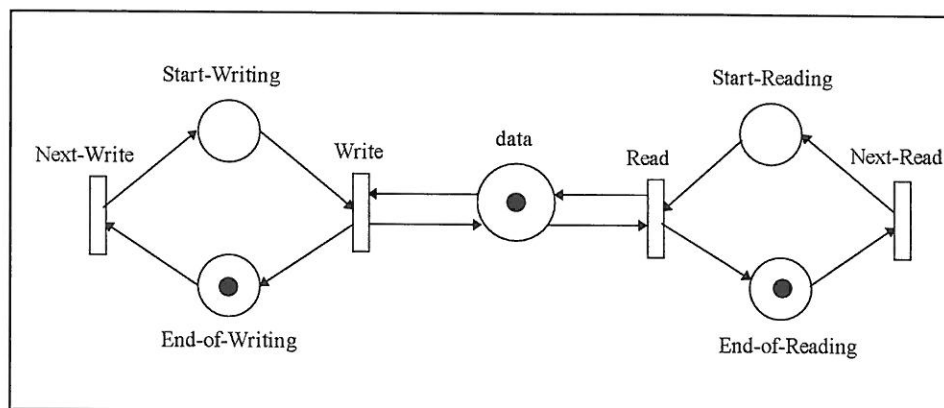 Start-Writing
Start-Reading
data
Next-Write
Write
Read
Next-Read
End-of-Writing
End-of-Reading